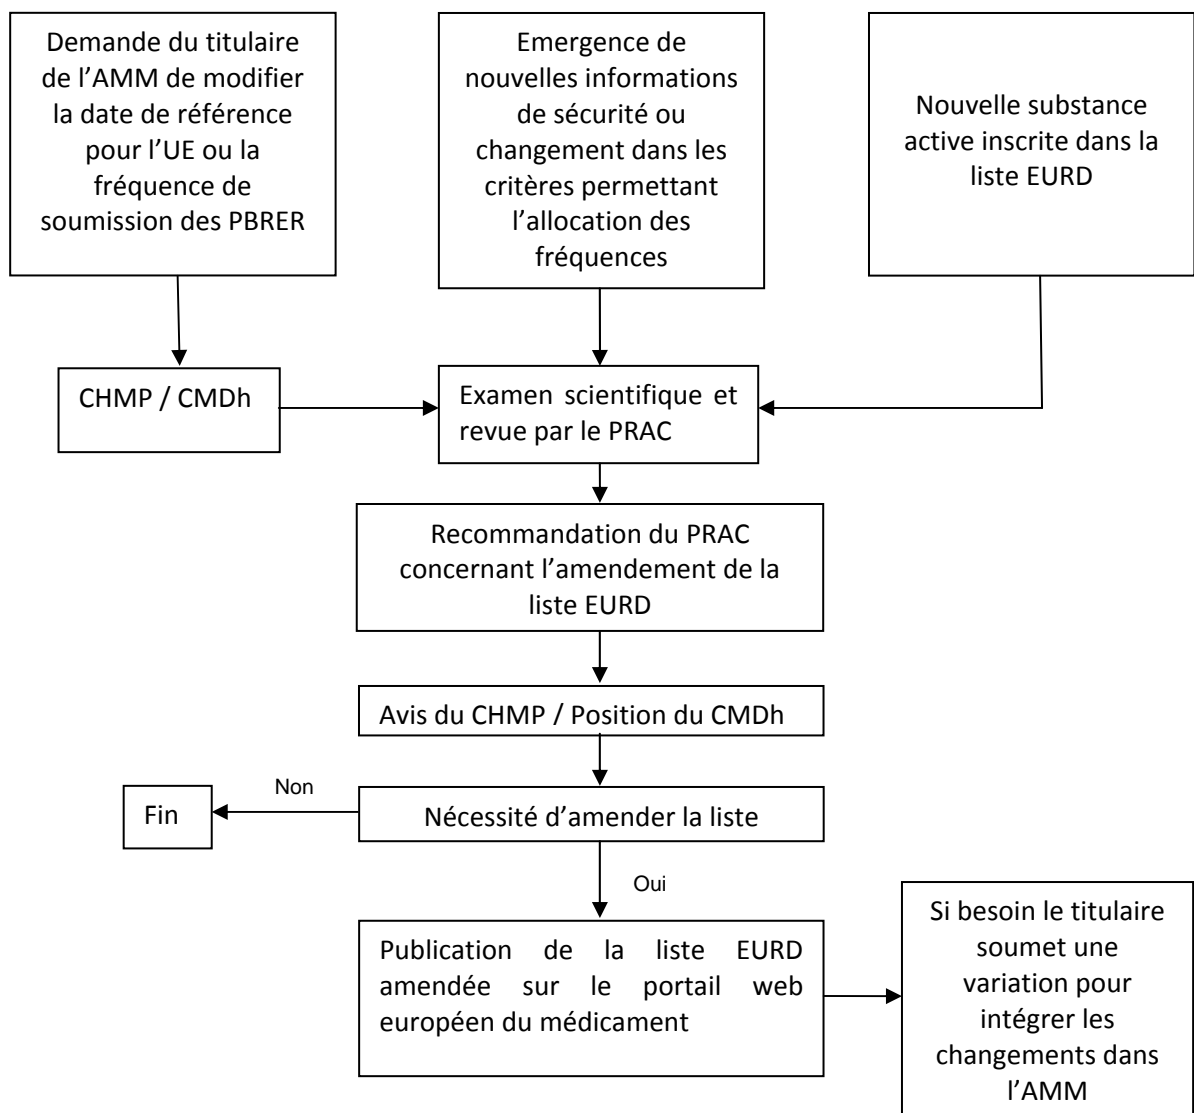 Demande du titulaire
de l’AMM de modifier
la date de référence
pour l’UE ou la
fréquence de
soumission des PBRER
Emergence de
nouvelles informations
de sécurité ou
changement dans les
critères permettant
l’allocation des
fréquences
Nouvelle substance
active inscrite dans la
liste EURD
CHMP / CMDh
Examen scientifique et
revue par le PRAC
Recommandation du PRAC
concernant l’amendement de la
liste EURD
Avis du CHMP / Position du CMDh
Non
Fin
Nécessité d’amender la liste
Oui
Publication de la liste EURD
amendée sur le portail web
européen du médicament
Si besoin le titulaire
soumet une
variation pour
intégrer les
changements dans
l’AMM